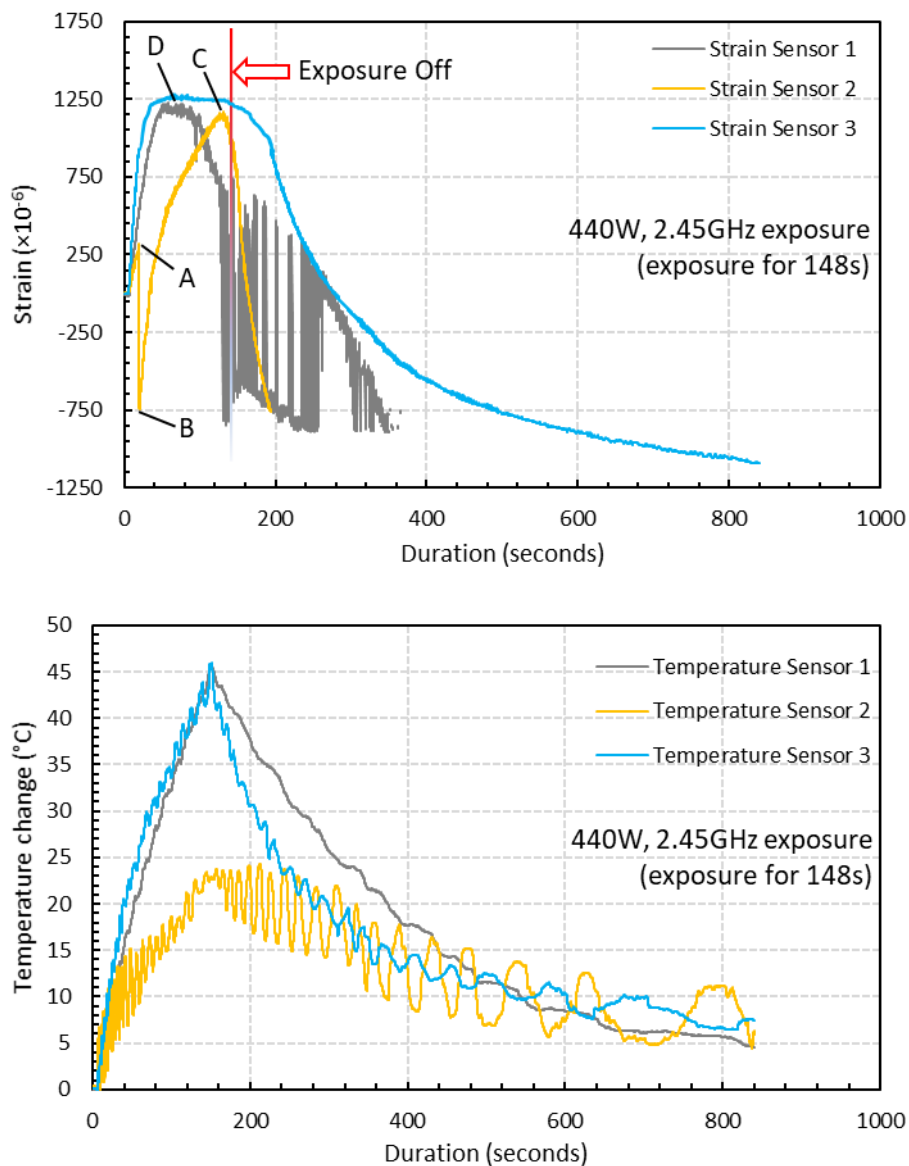 1750
1250
750
250
-250
-750
-1250
Strain (×10⁻⁶)
D
C
A
B
Exposure Off
Strain Sensor 1
Strain Sensor 2
Strain Sensor 3
440W, 2.45GHz exposure
(exposure for 148s)
0
200
400
600
800
1000
Duration (seconds)
50
45
40
35
30
25
20
15
10
5
0
Temperature change (°C)
Temperature Sensor 1
Temperature Sensor 2
Temperature Sensor 3
440W, 2.45GHz exposure
(exposure for 148s)
0
200
400
600
800
1000
Duration (seconds)